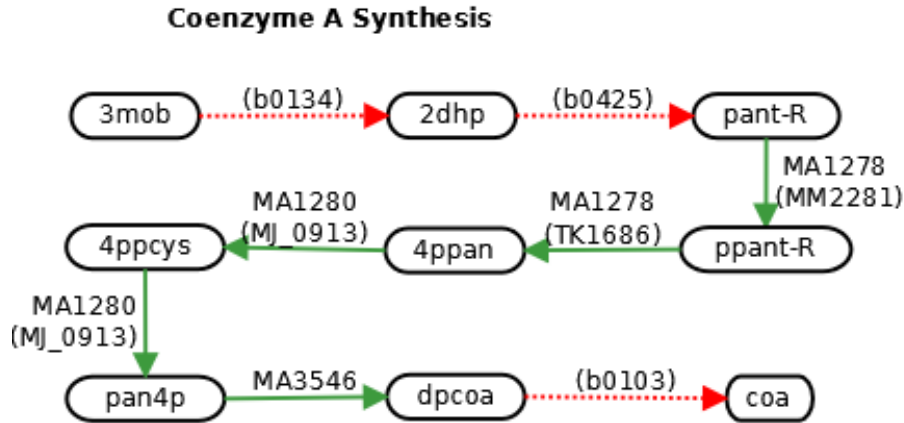 Coenzyme A Synthesis
(b0134)
(b0425)
3mob
2dhp
pant-R
MA1278
(MM2281)
MA1280
(MJ_0913)
MA1278
(TK1686)
4ppcys
4ppan
ppant-R
MA1280
(MJ_0913)
MA3546
(b0103)
pan4p
dpcoa
coa